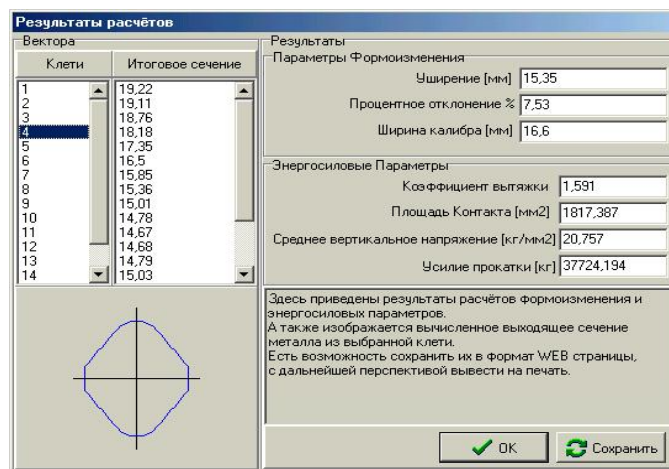 Результаты расчётов
Вектора
Клети
Итоговое сечение
1
2
3
4
5
6
7
8
9
10
11
12
13
14
19,22
19,11
18,76
18,18
17,35
16,5
15,85
15,36
15,01
14,78
14,67
14,68
14,79
15,03
Результаты
Параметры Формоизменения
Уширение [мм] 15,35
Процентное отклонение % 7,53
Ширина калибра [мм] 16,6
Энергосиловые Параметры
Коэффициент вытяжки 1,591
Площадь Контакта [мм2] 1817,387
Среднее вертикальное напряжение [кг/мм2] 20,757
Усилие прокатки [кг] 37724,194
Здесь приведены результаты расчётов формоизменения и
энергосиловых параметров.
А также изображается вычисленное выходящее сечение
металла из выбранной клети.
Есть возможность сохранить их в формат WEB страницы,
с дальнейшей перспективой вывести на печать.
OK
Сохранить